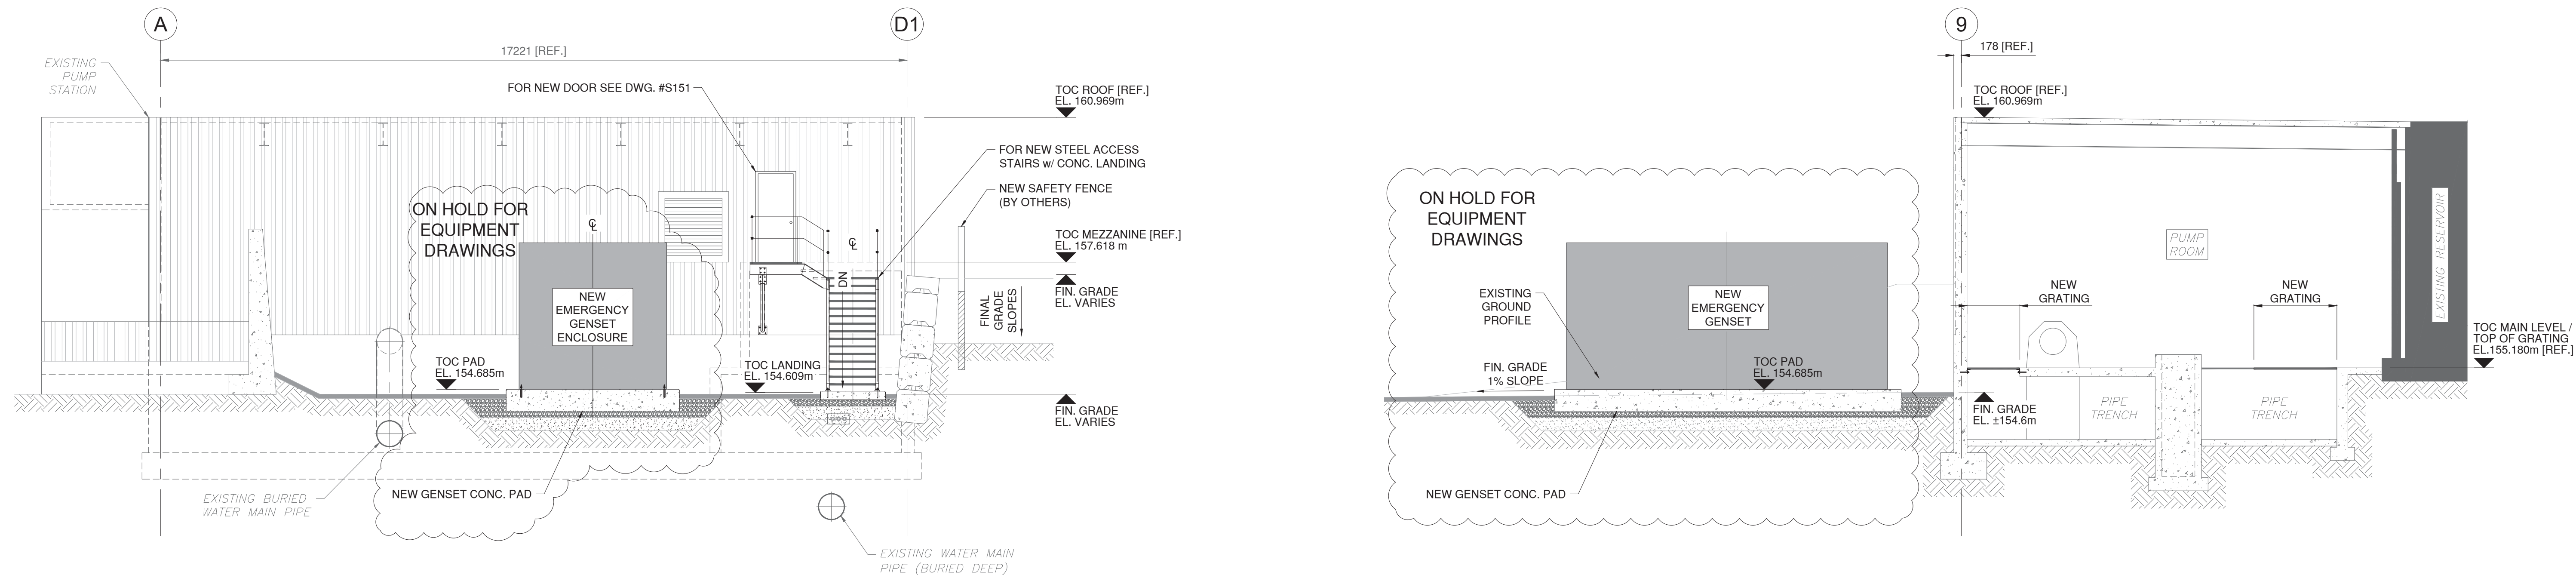 A
D1
17221 [REF.]
EXISTING
PUMP
STATION
FOR NEW DOOR SEE DWG. #S151
TOC ROOF [REF.]
EL. 160.969m
FOR NEW STEEL ACCESS
STAIRS w/ CONC. LANDING
NEW SAFETY FENCE
(BY OTHERS)
ON HOLD FOR
EQUIPMENT
DRAWINGS
TOC MEZZANINE [REF.]
EL. 157.618 m
DN
FIN. GRADE
EL. VARIES
FINAL
GRADE
SLOPES
NEW
EMERGENCY
GENSET
ENCLOSURE
TOC PAD
EL. 154.685m
TOC LANDING
EL. 154.609m
FIN. GRADE
EL. VARIES
EXISTING BURIED
WATER MAIN PIPE
NEW GENSET CONC. PAD
EXISTING WATER MAIN
PIPE (BURIED DEEP)
9
178 [REF.]
TOC ROOF [REF.]
EL. 160.969m
ON HOLD FOR
EQUIPMENT
DRAWINGS
PUMP
ROOM
EXISTING RESERVOIR
EXISTING
GROUND
PROFILE
NEW
EMERGENCY
GENSET
NEW
GRATING
NEW
GRATING
TOC MAIN LEVEL /
TOP OF GRATING
EL.155.180m [REF.]
FIN. GRADE
1% SLOPE
TOC PAD
EL. 154.685m
FIN. GRADE
EL. ±154.6m
PIPE
TRENCH
PIPE
TRENCH
NEW GENSET CONC. PAD